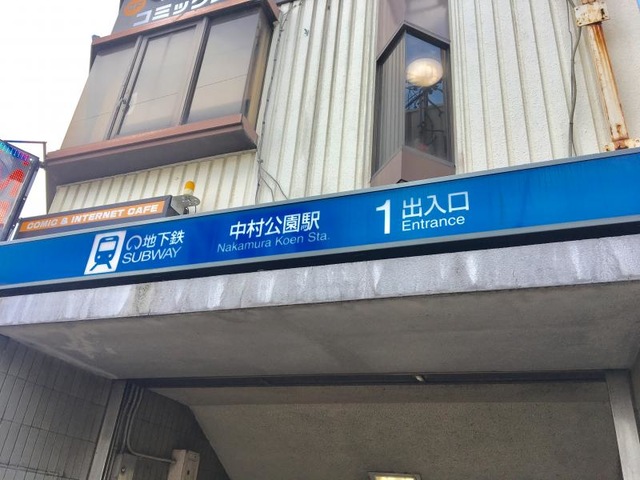 コミック
COMIC & INTERNET CAFE
地下鉄
SUBWAY
中村公園駅
Nakamura Koen Sta.
1
出入口
Entrance